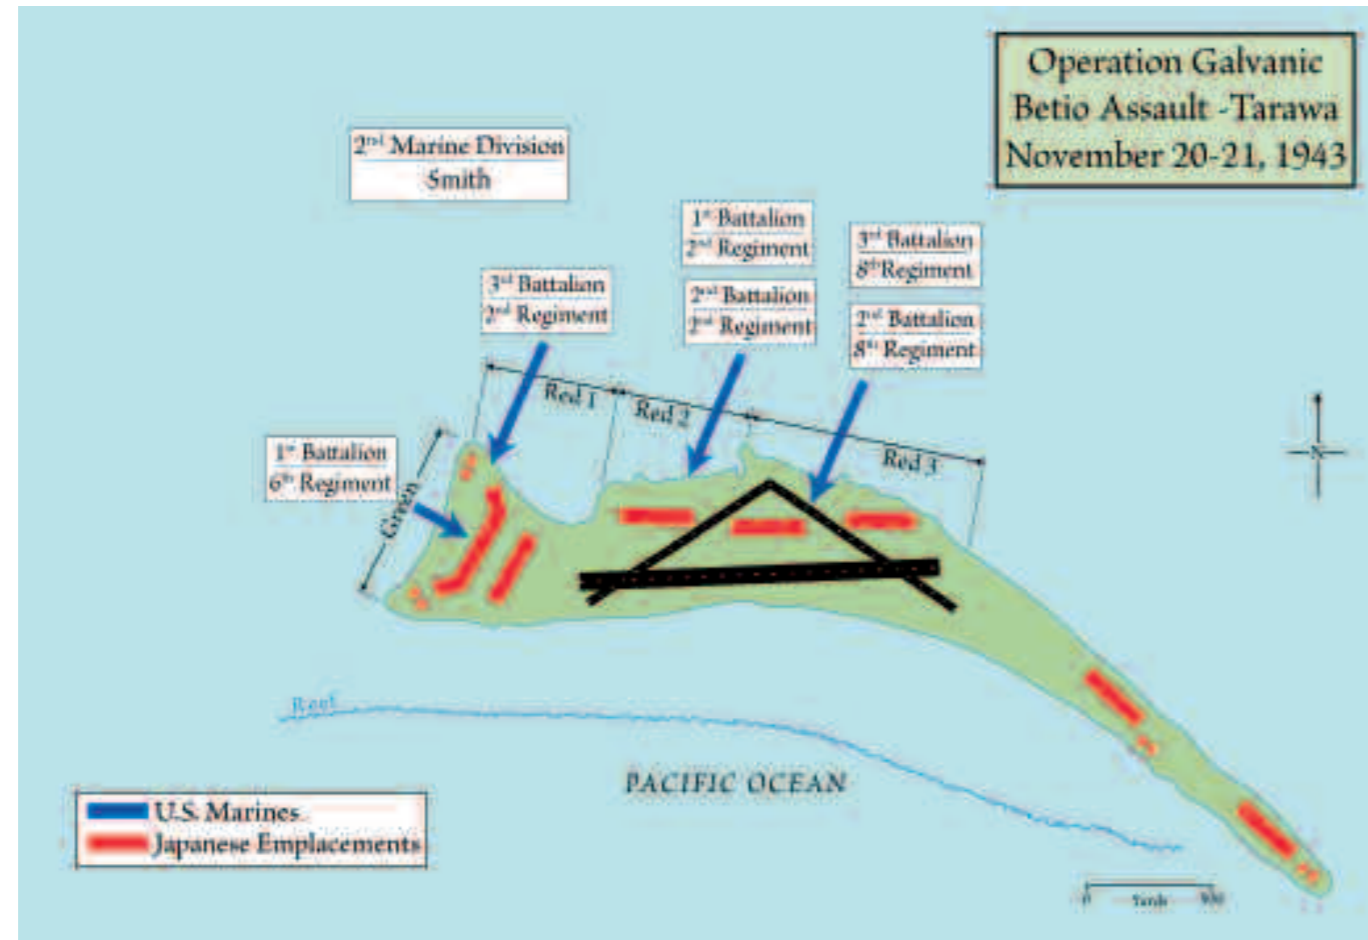 Operation Galvanic
Betio Assault -Tarawa
November 20-21, 1943
2nd Marine Division
Smith
1st Battalion
2nd Regiment
3rd Battalion
8th Regiment
3rd Battalion
2nd Regiment
2nd Battalion
2nd Regiment
2nd Battalion
8th Regiment
Red 1
Red 2
Red 3
1st Battalion
6th Regiment
Green
N
Reef
PACIFIC OCEAN
U.S. Marines
Japanese Emplacements
0 Yards